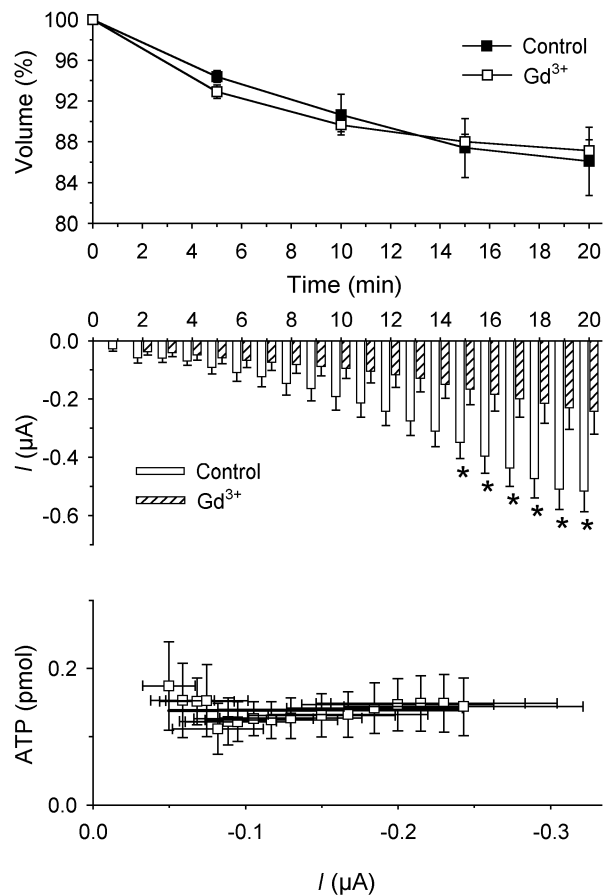 100
96
92
88
84
80
Volume (%)
Control
Gd³⁺
0 2 4 6 8 10 12 14 16 18 20
Time (min)
0 2 4 6 8 10 12 14 16 18 20
0.0
-0.2
-0.4
-0.6
I (µA)
Control
Gd³⁺
* * * * * *
ATP (pmol)
0.2
0.0
0.0 -0.1 -0.2 -0.3
I (µA)